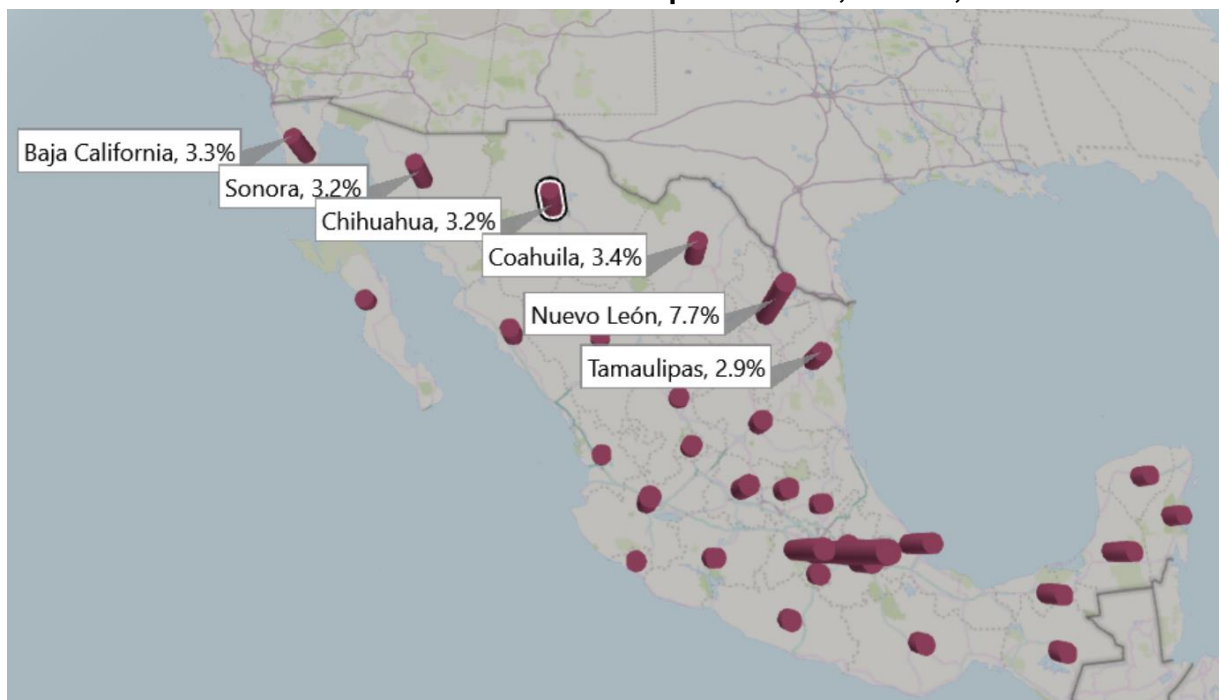 Baja California, 3.3%
Sonora, 3.2%
Chihuahua, 3.2%
Coahuila, 3.4%
Nuevo León, 7.7%
Tamaulipas, 2.9%